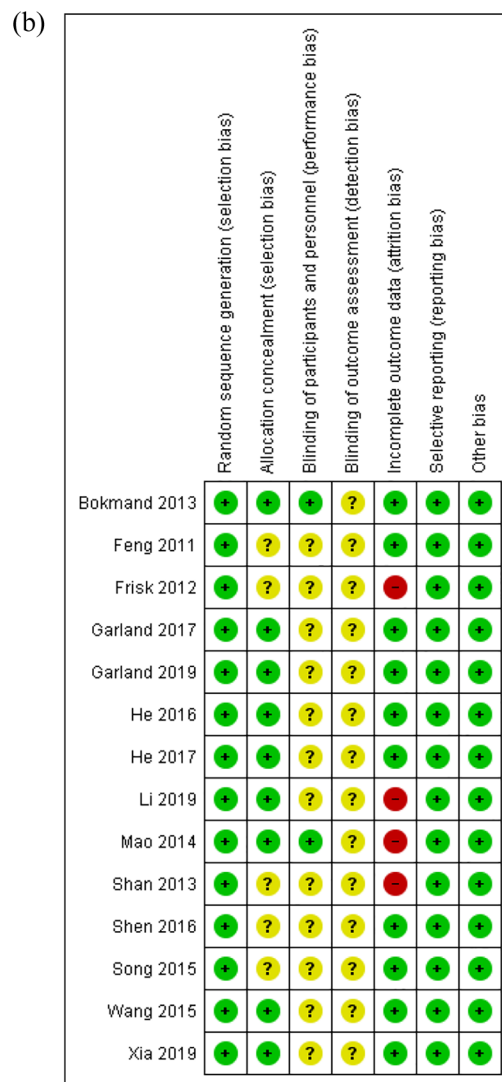 (b)
Random sequence generation (selection bias)
Allocation concealment (selection bias)
Blinding of participants and personnel (performance bias)
Blinding of outcome assessment (detection bias)
Incomplete outcome data (attrition bias)
Selective reporting (reporting bias)
Other bias
Bokmand 2013 + + + ? + + +
Feng 2011 + ? ? ? + + +
Frisk 2012 + ? ? ? - + +
Garland 2017 + + ? ? + + +
Garland 2019 + + ? ? + + +
He 2016 + + ? ? + + +
He 2017 + + ? ? + + +
Li 2019 + + ? ? - + +
Mao 2014 + + + ? - + +
Shan 2013 + ? ? ? - + +
Shen 2016 + ? ? ? + + +
Song 2015 + ? ? ? + + +
Wang 2015 + + ? ? + + +
Xia 2019 + + ? ? + + +